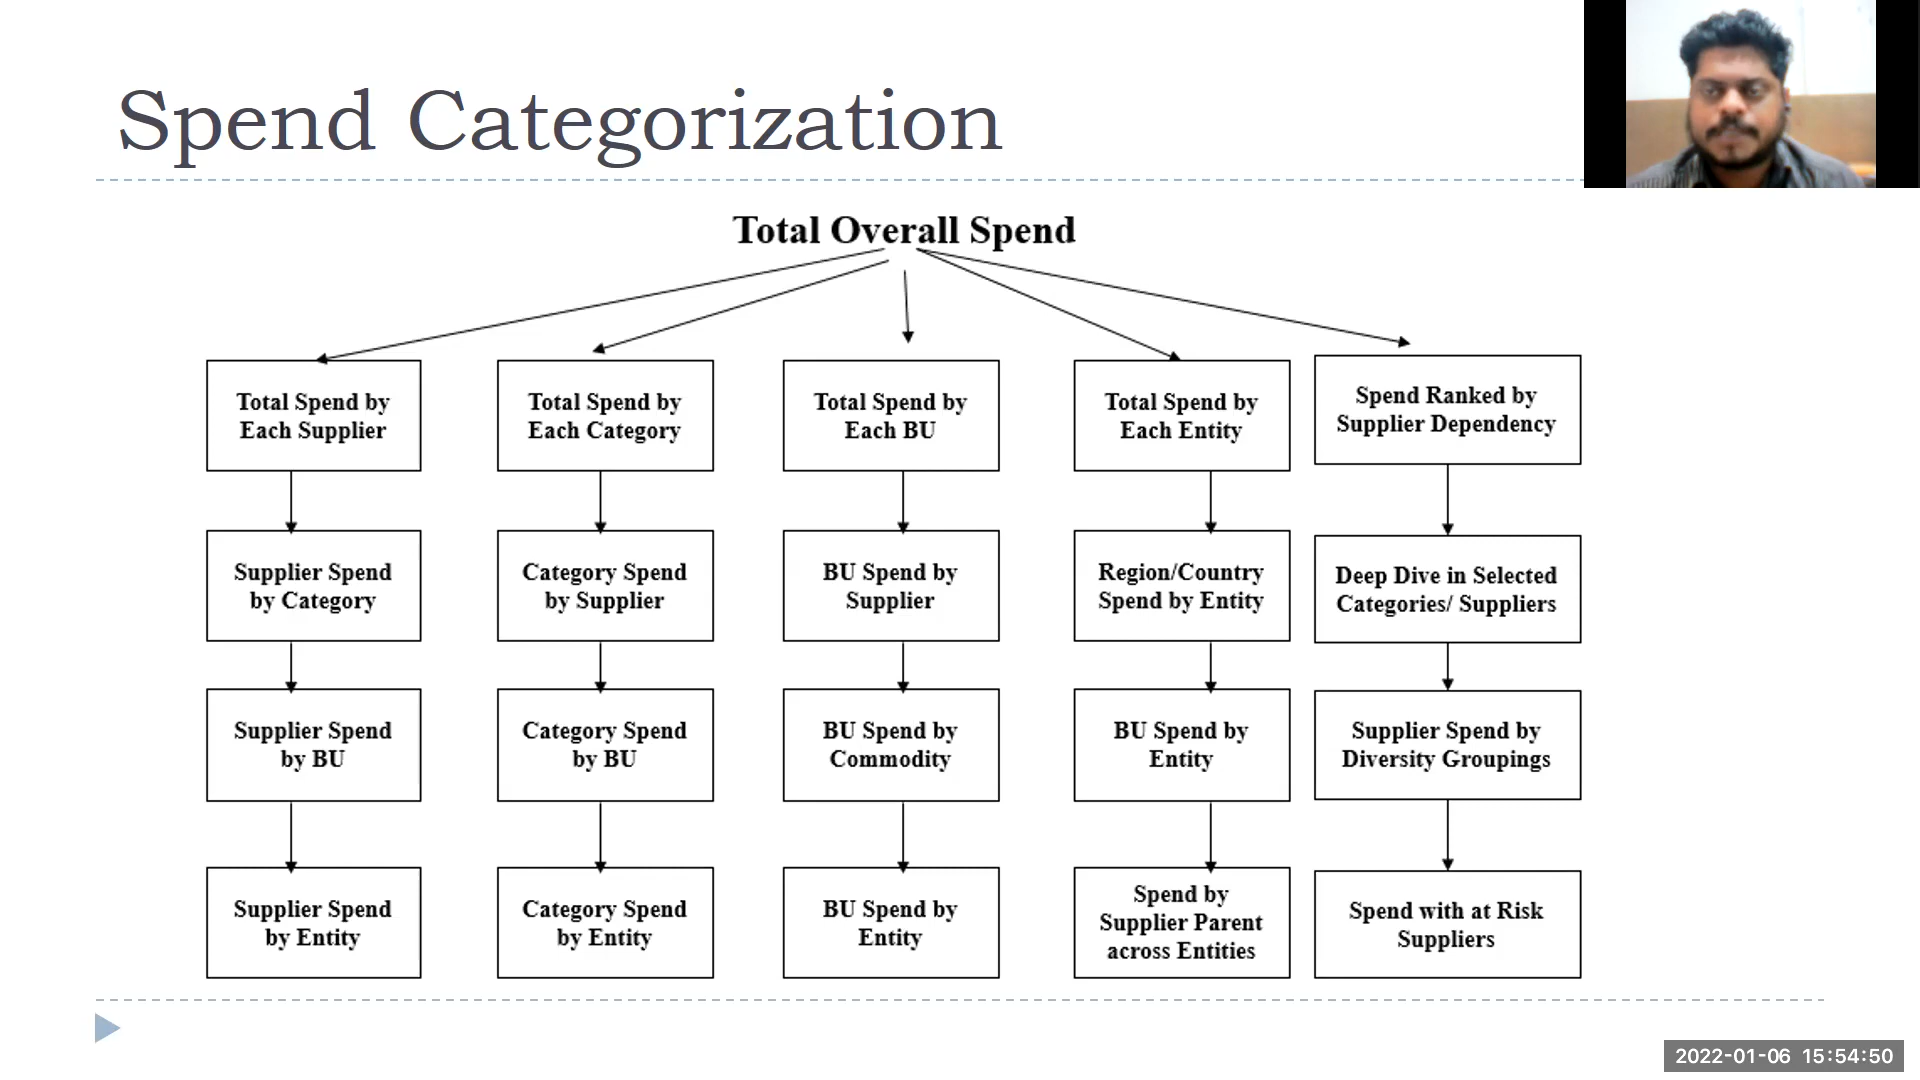 Spend Categorization
Total Overall Spend
Total Spend by
Each Supplier
Total Spend by
Each Category
Total Spend by
Each BU
Total Spend by
Each Entity
Spend Ranked by
Supplier Dependency
Supplier Spend
by Category
Category Spend
by Supplier
BU Spend by
Supplier
Region/Country
Spend by Entity
Deep Dive in Selected
Categories/ Suppliers
Supplier Spend
by BU
Category Spend
by BU
BU Spend by
Commodity
BU Spend by
Entity
Supplier Spend by
Diversity Groupings
Supplier Spend
by Entity
Category Spend
by Entity
BU Spend by
Entity
Spend by
Supplier Parent
across Entities
Spend with at Risk
Suppliers
2022-01-06 15:54:50